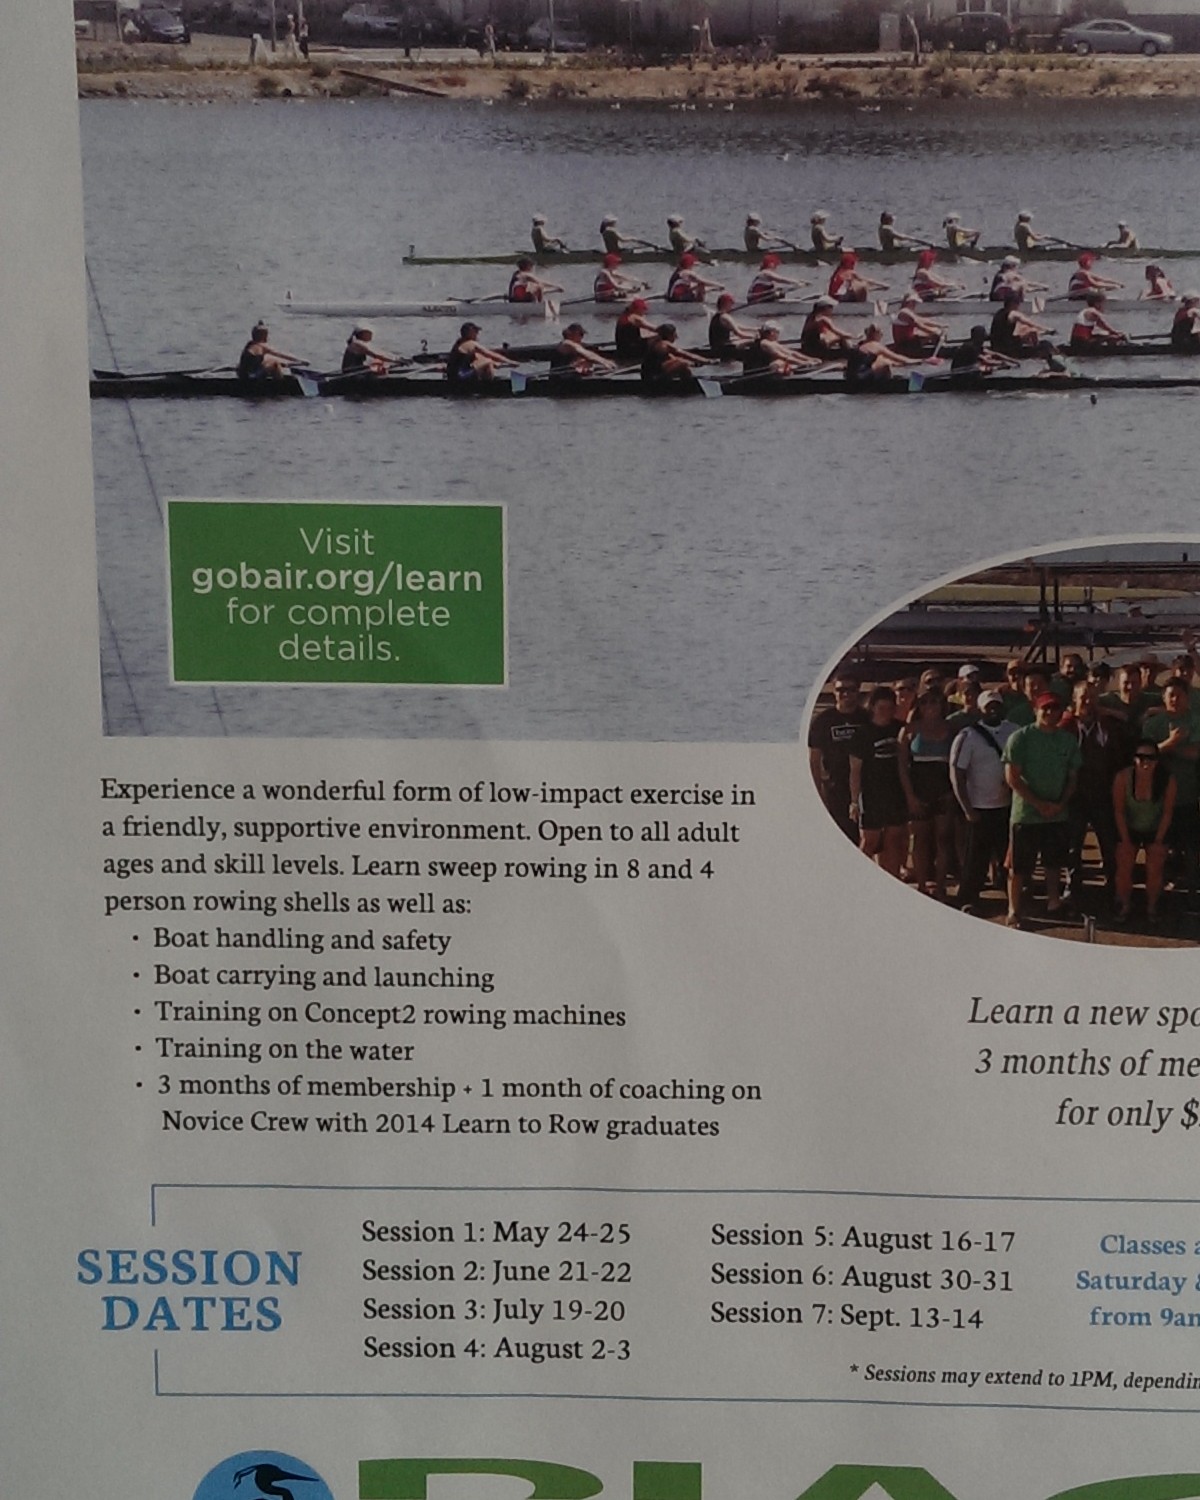 Visit
gobair.org/learn
for complete
details.
Experience a wonderful form of low-impact exercise in
a friendly, supportive environment. Open to all adult
ages and skill levels. Learn sweep rowing in 8 and 4
person rowing shells as well as:
· Boat handling and safety
· Boat carrying and launching
· Training on Concept2 rowing machines
· Training on the water
· 3 months of membership + 1 month of coaching on
Novice Crew with 2014 Learn to Row graduates
Learn a new
3 months of
for only $
SESSION
DATES
Session 1: May 24-25
Session 2: June 21-22
Session 3: July 19-20
Session 4: August 2-3
Session 5: August 16-17
Session 6: August 30-31
Session 7: Sept. 13-14
Classes
Saturday
from 9am
* Sessions may extend to 1PM,